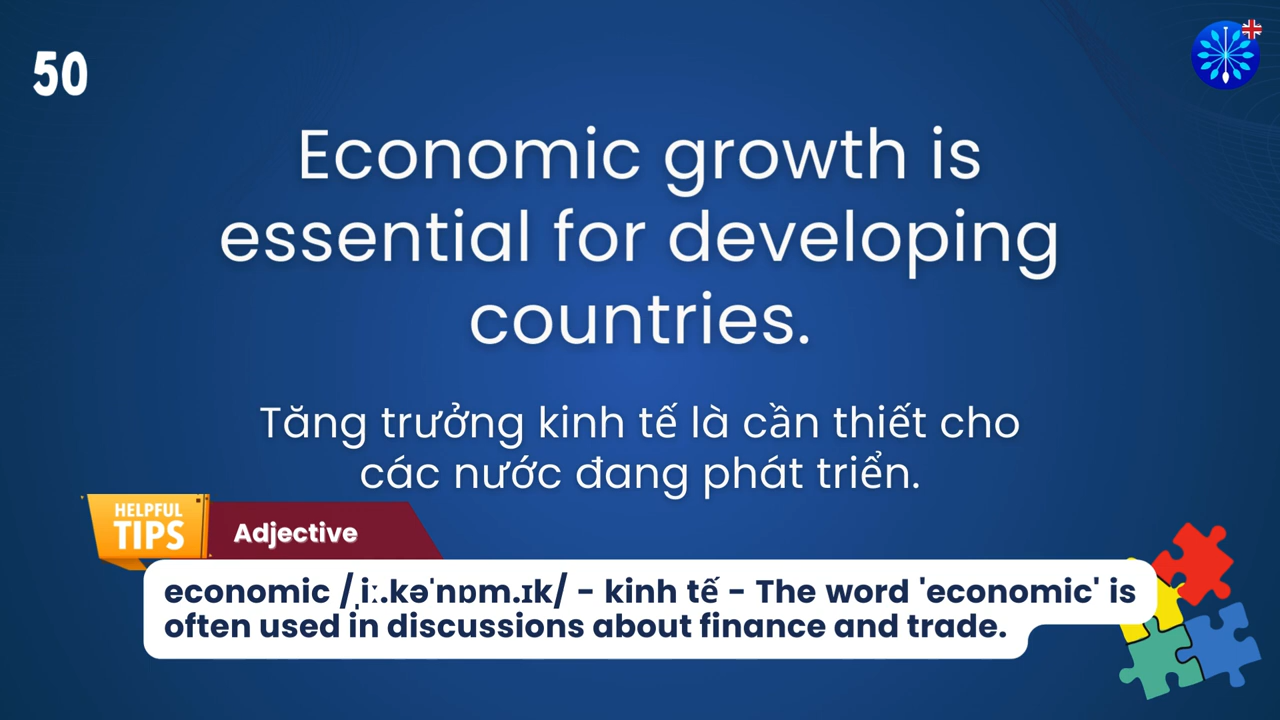 50
Economic growth is
essential for developing
countries.
Tăng trưởng kinh tế là cần thiết cho
các nước đang phát triển.
HELPFUL
TIPS
Adjective
economic /ˌiː.kəˈnɒm.ɪk/ - kinh tế - The word 'economic' is
often used in discussions about finance and trade.